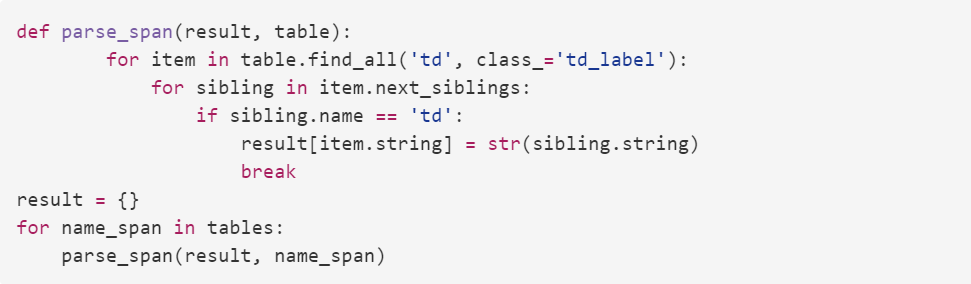 def parse_span(result, table):
        for item in table.find_all('td', class_='td_label'):
            for sibling in item.next_siblings:
                if sibling.name == 'td':
                    result[item.string] = str(sibling.string)
                    break
result = {}
for name_span in tables:
    parse_span(result, name_span)